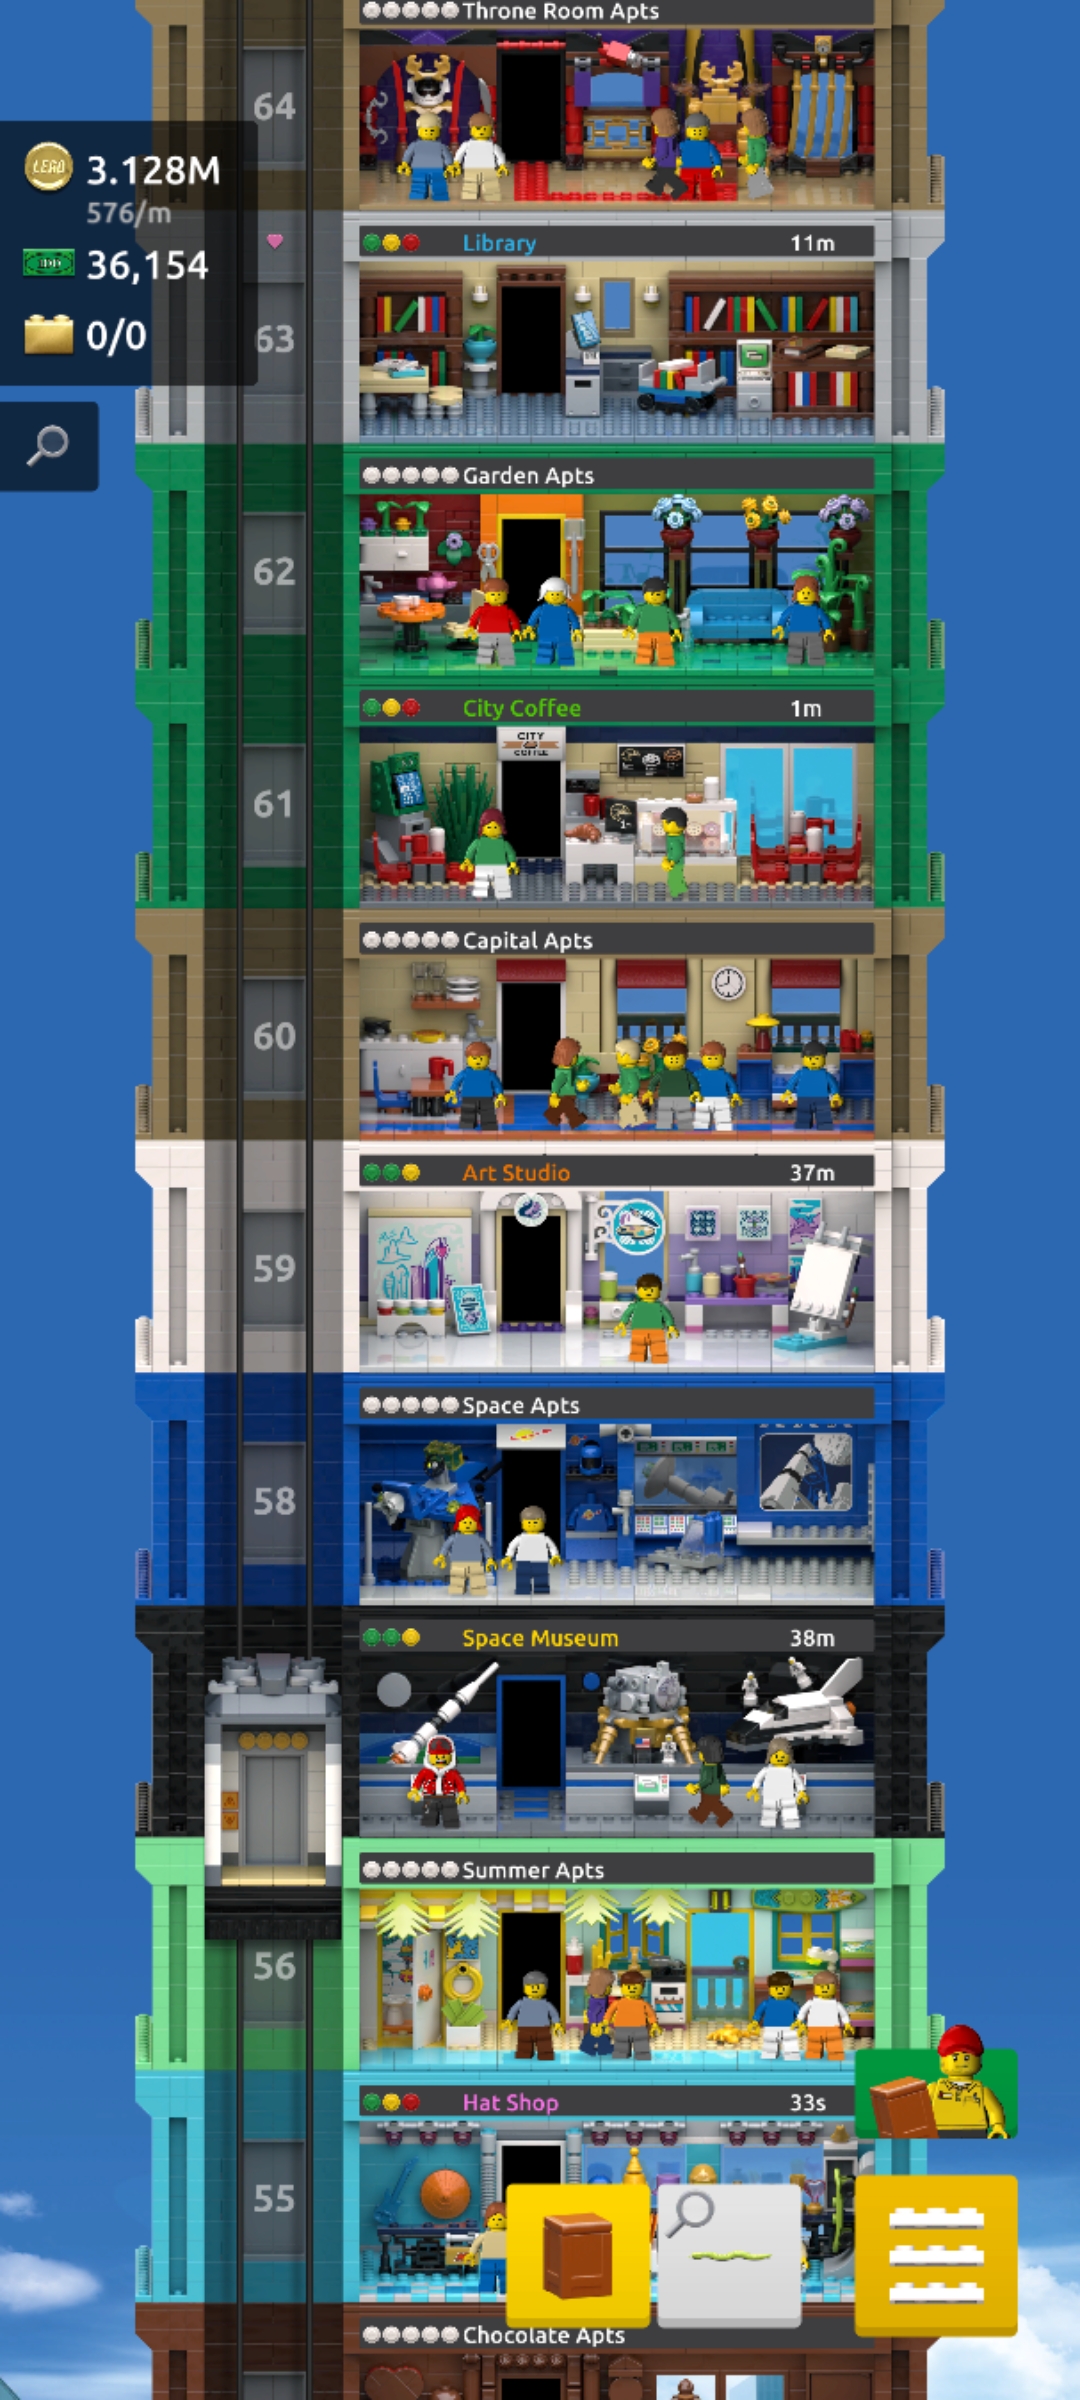 Throne Room Apts
64
LEGO
3.128M
576/m
36,154
0/0
Library
11m
63
Garden Apts
62
City Coffee
1m
CITY
COFFEE
61
Capital Apts
60
Art Studio
37m
59
Space Apts
58
Space Museum
38m
Summer Apts
56
Hat Shop
33s
55
Chocolate Apts